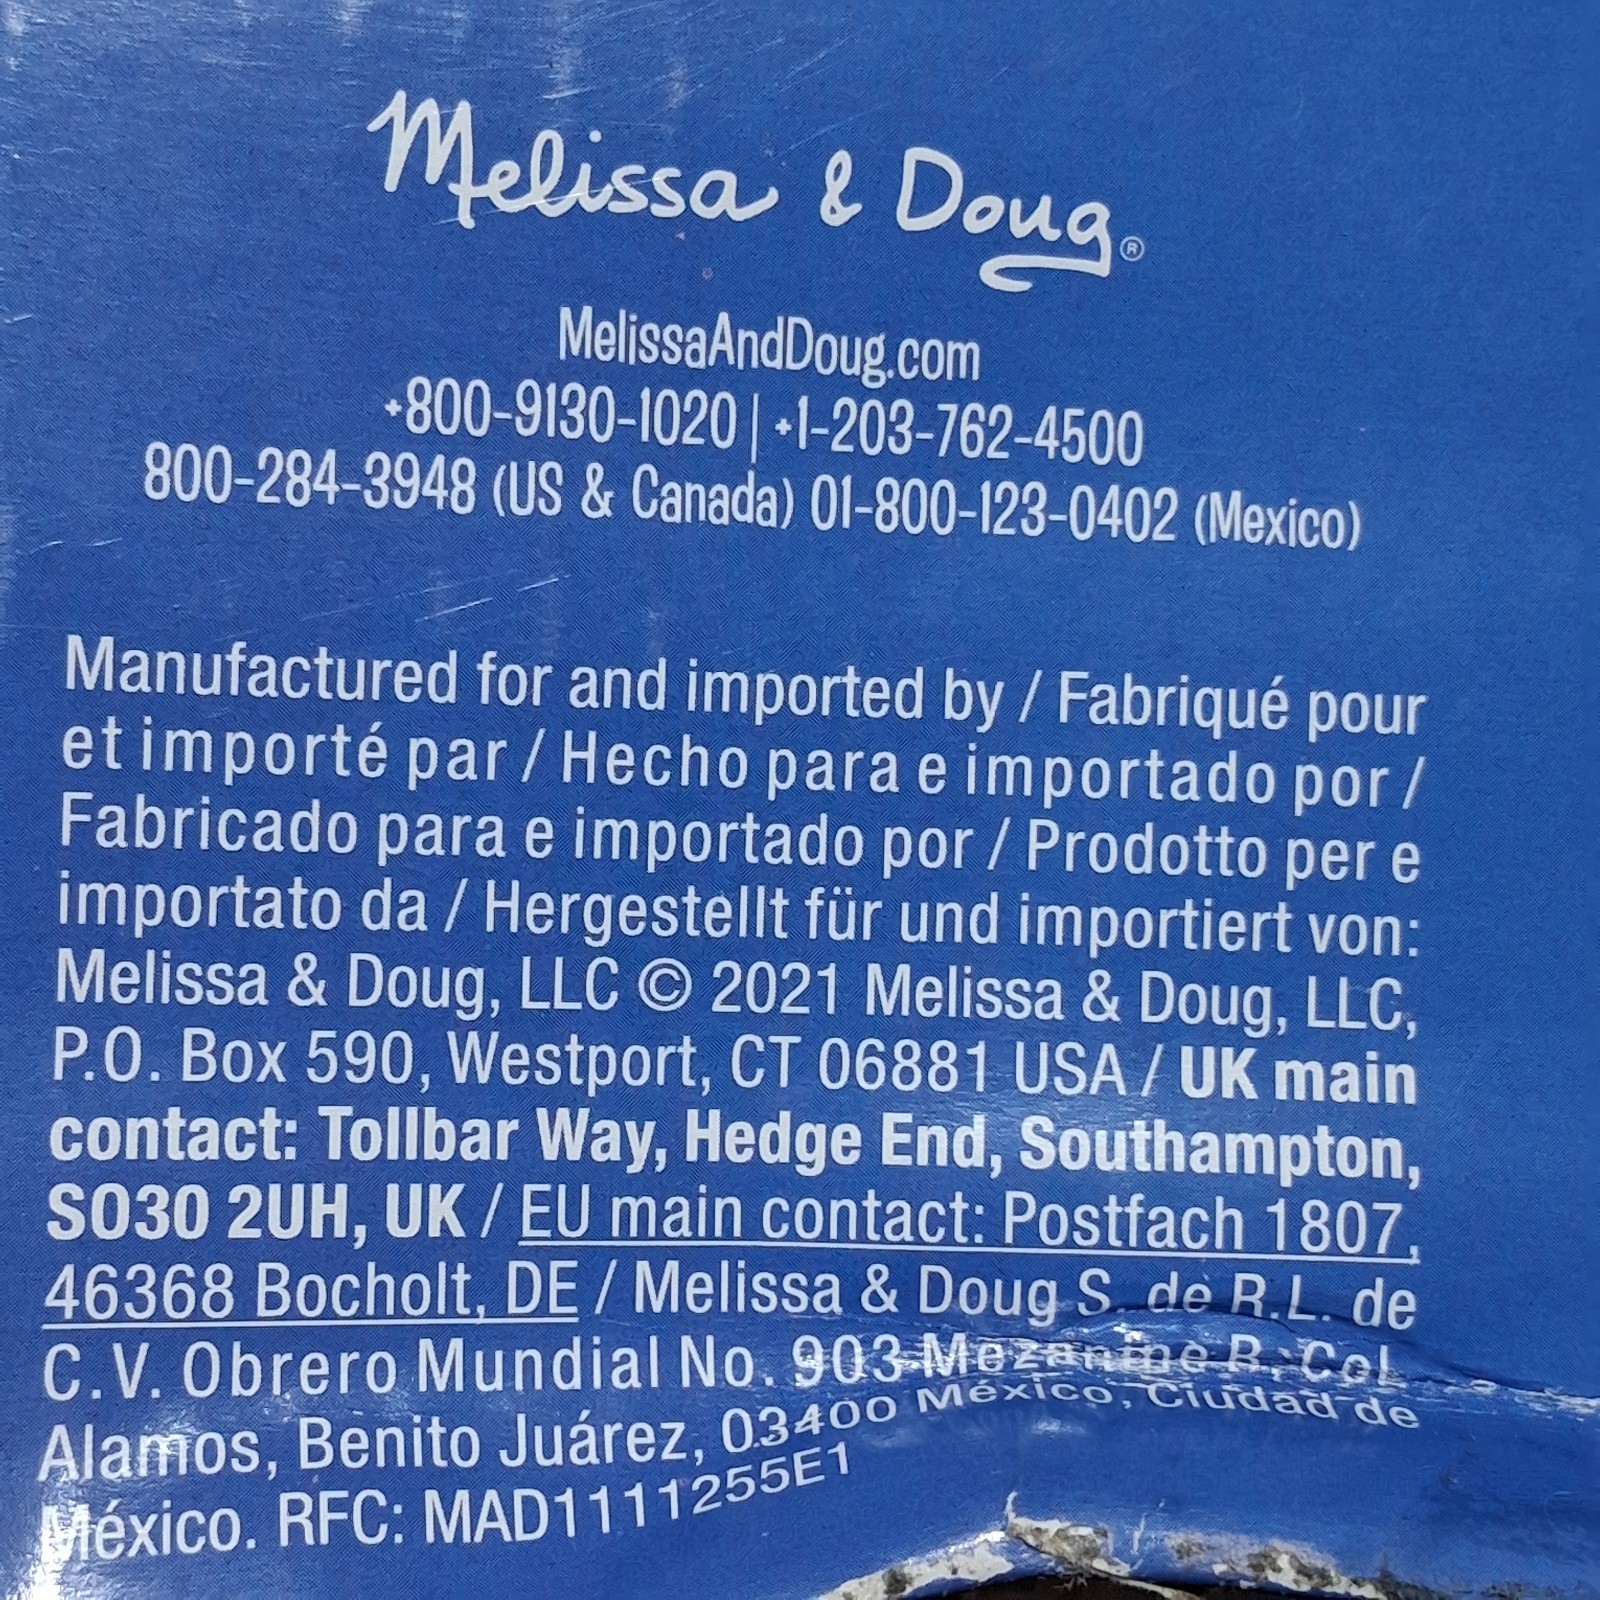 Melissa & Doug®
MelissaAndDoug.com
+800-9130-1020 | +1-203-762-4500
800-284-3948 (US & Canada) 01-800-123-0402 (Mexico)
Manufactured for and imported by / Fabriqué pour
et importé par / Hecho para e importado por /
Fabricado para e importado por / Prodotto per e
importato da / Hergestellt für und importiert von:
Melissa & Doug, LLC © 2021 Melissa & Doug, LLC,
P.O. Box 590, Westport, CT 06881 USA / UK main
contact: Tollbar Way, Hedge End, Southampton,
SO30 2UH, UK / EU main contact: Postfach 1807,
46368 Bocholt, DE / Melissa & Doug S. de R.L. de
C.V. Obrero Mundial No. 903 Col
Alamos, Benito Juárez, 03400 México, Ciudad de
México. RFC: MAD1111255E1